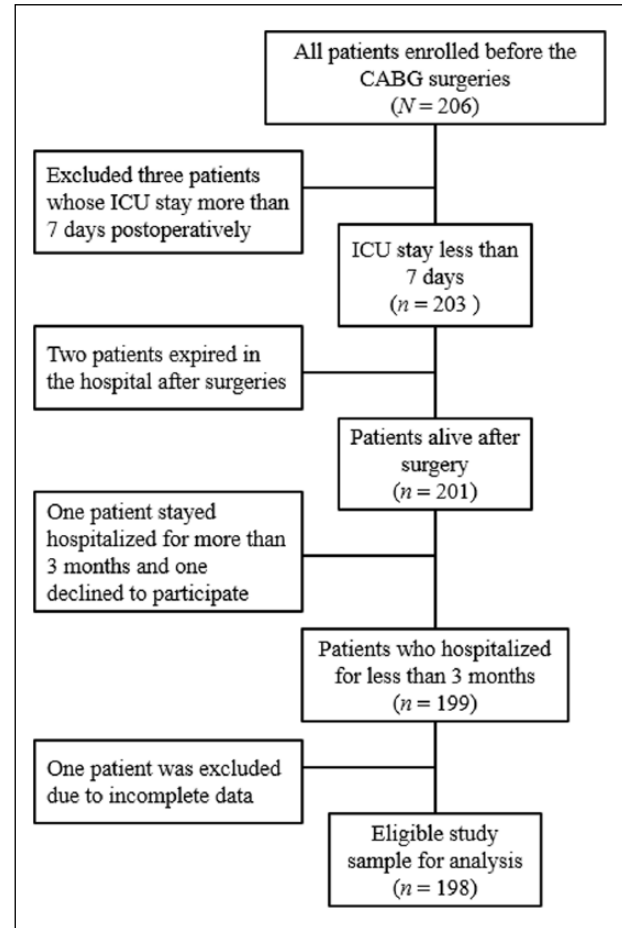 All patients enrolled before the
CABG surgeries
(N = 206)
Excluded three patients
whose ICU stay more than
7 days postoperatively
ICU stay less than
7 days
(n = 203 )
Two patients expired in
the hospital after surgeries
Patients alive after
surgery
(n = 201)
One patient stayed
hospitalized for more than
3 months and one
declined to participate
Patients who hospitalized
for less than 3 months
(n = 199)
One patient was excluded
due to incomplete data
Eligible study
sample for analysis
(n = 198)